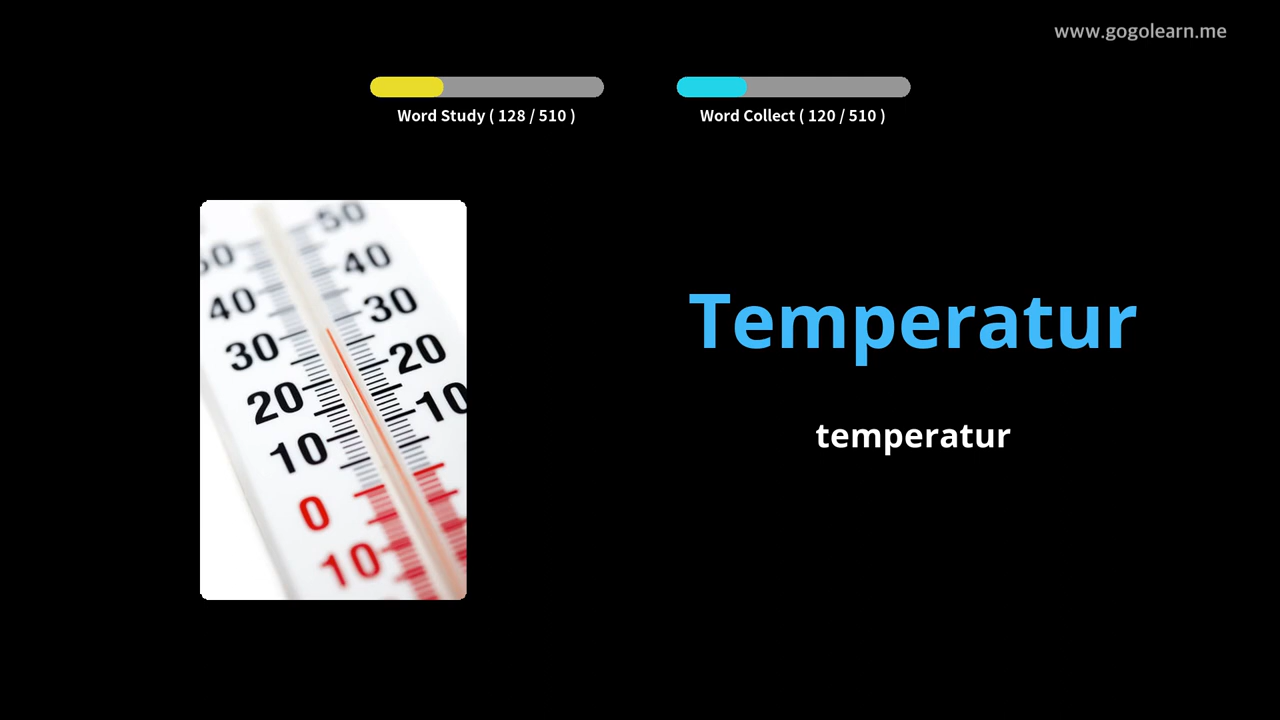 www.gogolearn.me
Word Study ( 128 / 510 )
Word Collect ( 120 / 510 )
50
50
40
40
30
30
20
20
10
10
0
10
Temperatur
temperatur